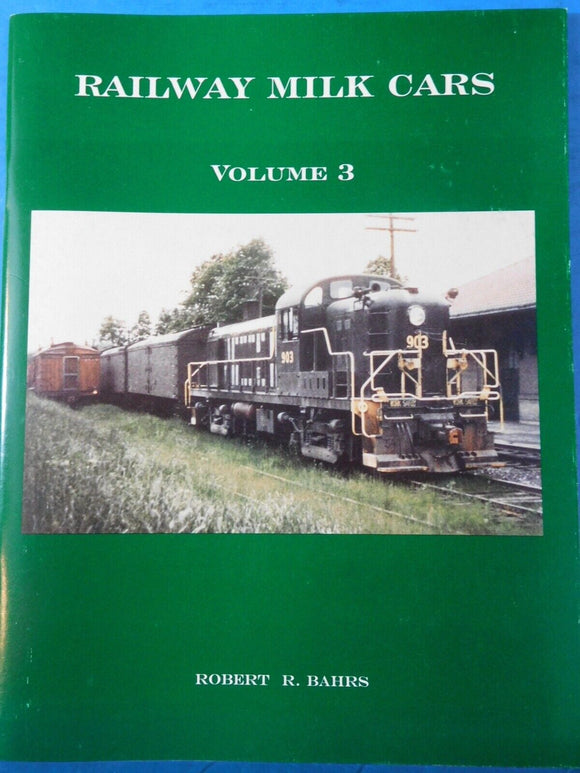 RAILWAY MILK CARS
VOLUME 3
903
903
ROBERT R. BAHRS